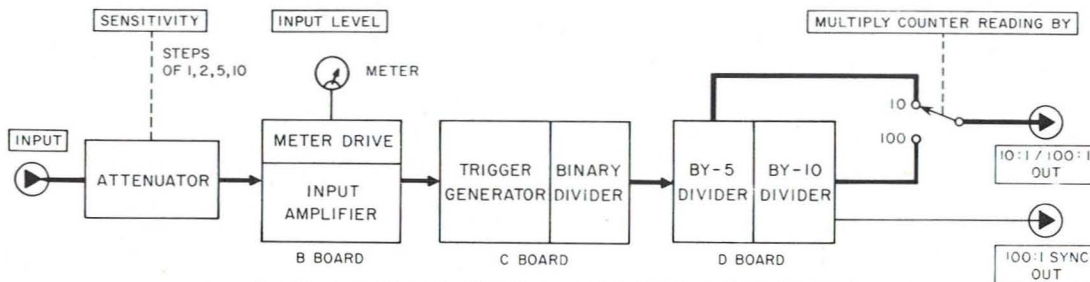 SENSITIVITY
STEPS
OF 1,2,5,10
INPUT LEVEL
METER
MULTIPLY COUNTER READING BY
10
100
INPUT
ATTENUATOR
METER DRIVE
INPUT
AMPLIFIER
B BOARD
TRIGGER
GENERATOR
BINARY
DIVIDER
C BOARD
BY-5
DIVIDER
BY-10
DIVIDER
D BOARD
10:1/100:1
OUT
100:1 SYNC
OUT